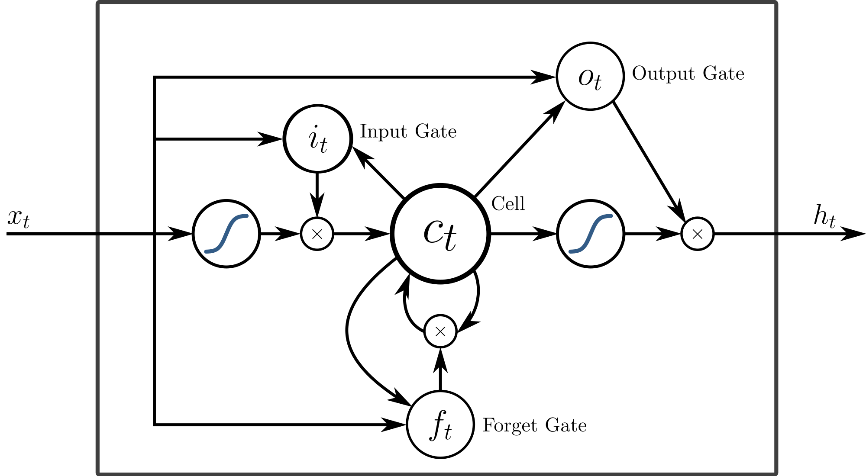 o_t Output Gate
i_t Input Gate
x_t
Cell
h_t
×
c_t
×
×
f_t Forget Gate